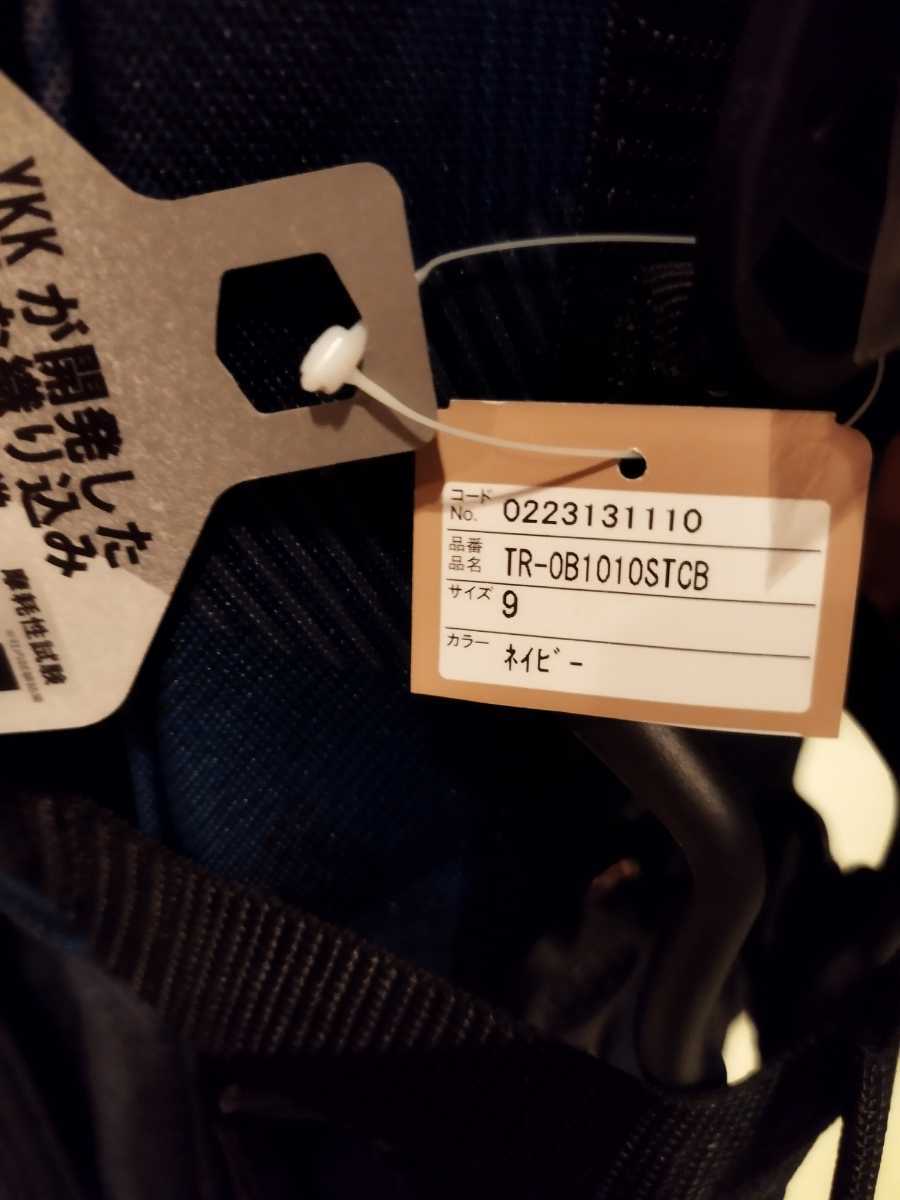 YKK が開発した
織り込み
摩耗性試験
コード
No. 0223131110
品番
品名 TR-0B1010STCB
サイズ 9
カラー ネイビー